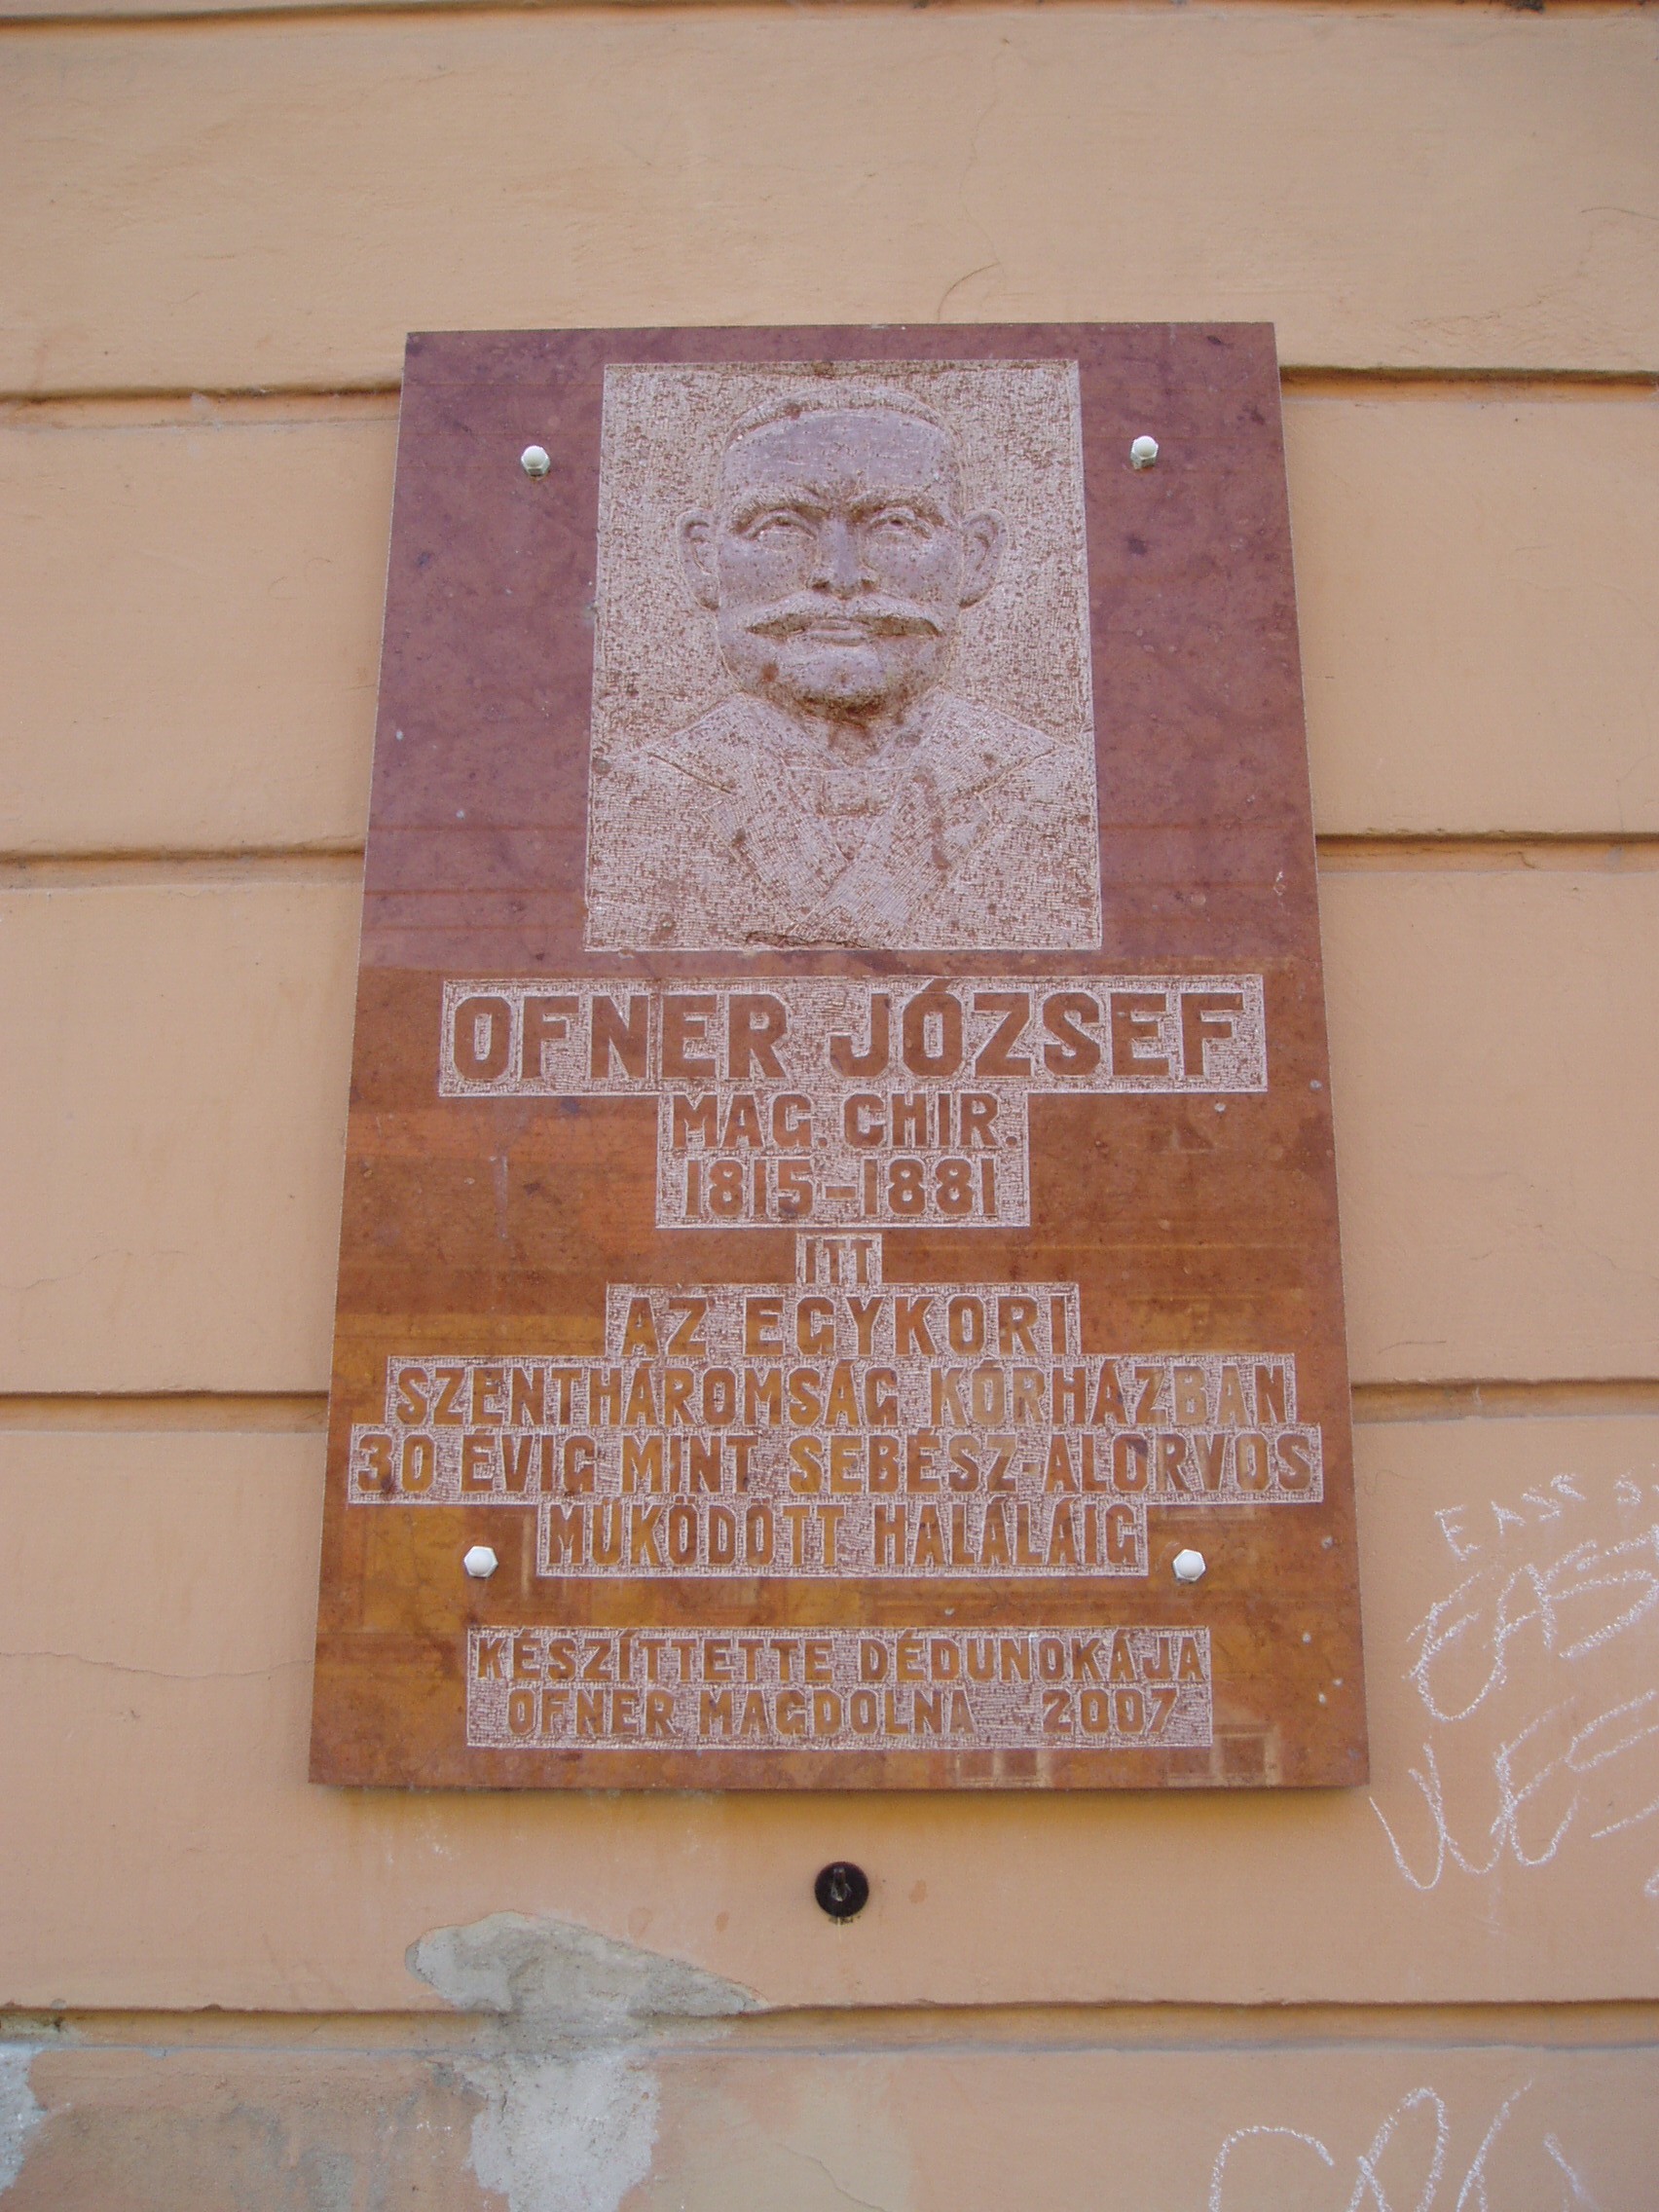 OFNER JÓZSEF
MAG. CHIR.
1815-1881
ITT
AZ EGYKORI
SZENTHÁROMSÁG KÓRHÁZBAN
30 ÉVIG MINT SEBÉSZ-ALORVOS
MŰKÖDÖTT HALÁLÁIG
KÉSZÍTTETTE DÉDUNOKÁJA
OFNER MAGDOLNA 2007
EAST